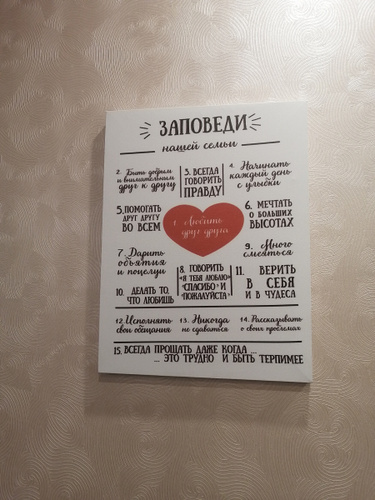 ЗАПОВЕДИ
нашей семьи
2. Быть добрым
и внимательным
друг к другу
3. ВСЕГДА
ГОВОРИТЬ
ПРАВДУ
4. Начинать
каждый день
с улыбки
5. ПОМОГАТЬ
ДРУГ ДРУГУ
ВО ВСЕМ
1. Любить
друг друга
6. МЕЧТАТЬ
О БОЛЬШИХ
ВЫСОТАХ
7. Дарить
объятия
и поцелуи
8. ГОВОРИТЬ
"Я ТЕБЯ ЛЮБЛЮ"
"СПАСИБО" И
"ПОЖАЛУЙСТА"
9. Много
смеяться
10. ДЕЛАТЬ ТО,
ЧТО ЛЮБИШЬ
11. ВЕРИТЬ
В СЕБЯ
И В ЧУДЕСА
12. Исполнять
свои обещания
13. Никогда
не сдаваться
14. Рассказывать
о своих проблемах
15. ВСЕГДА ПРОЩАТЬ ДАЖЕ КОГДА ...
... ЭТО ТРУДНО И БЫТЬ ТЕРПИМЕЕ